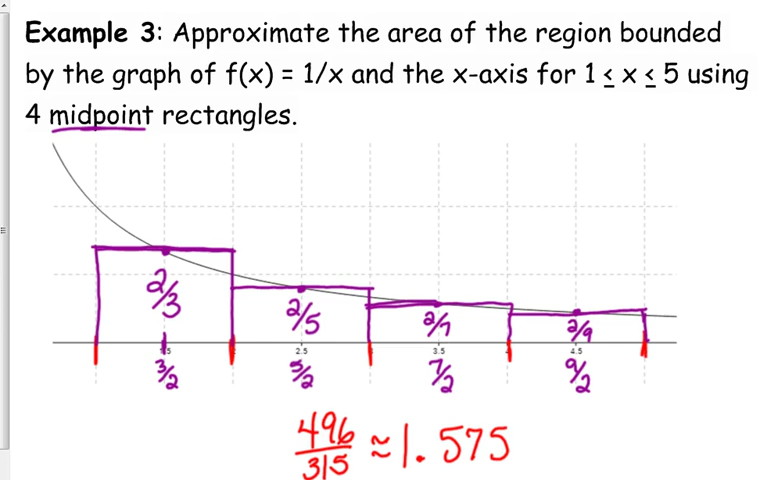 Example 3: Approximate the area of the region bounded
by the graph of f(x) = 1/x and the x-axis for 1 ≤ x ≤ 5 using
4 midpoint rectangles.
2/3 2/5 2/7 2/9
2.5 3.5 4.5
3/2 5/2 7/2 9/2
496/315 ≈ 1.575